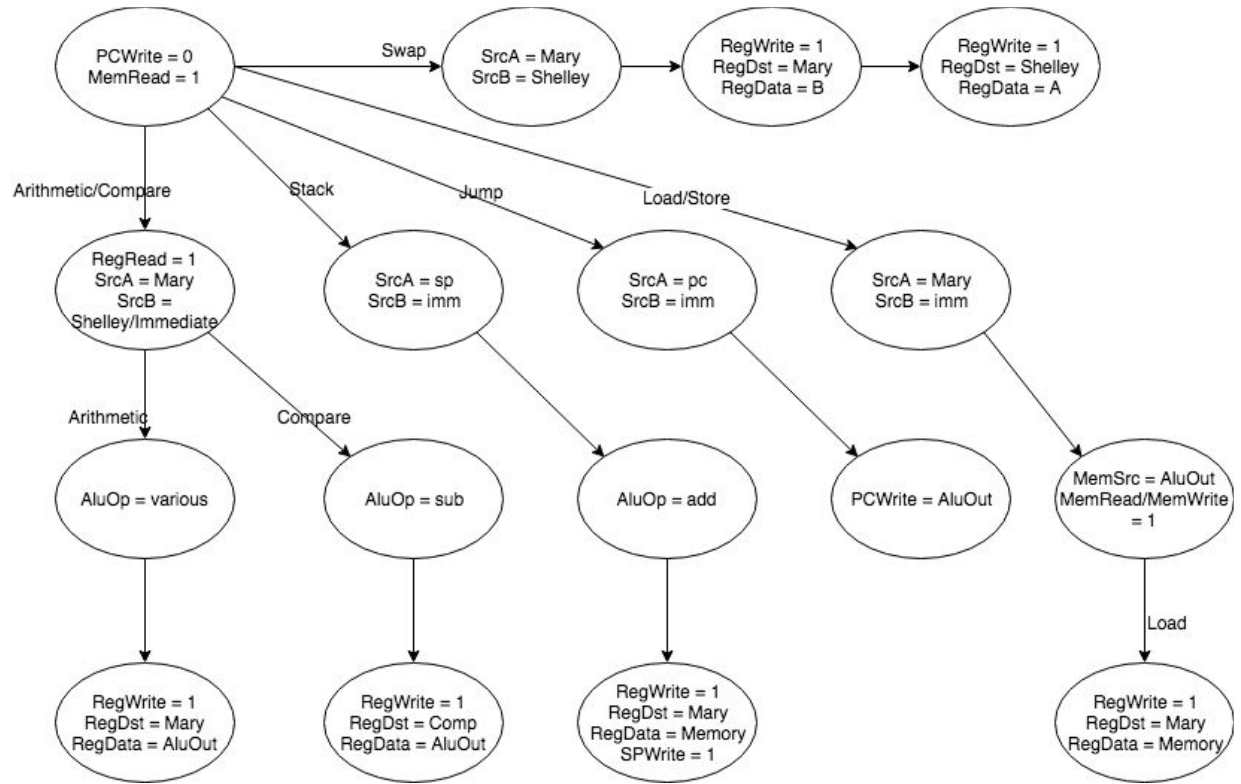 PCWrite = 0
MemRead = 1
Swap
SrcA = Mary
SrcB = Shelley
RegWrite = 1
RegDst = Mary
RegData = B
RegWrite = 1
RegDst = Shelley
RegData = A
Arithmetic/Compare
Stack
Jump
Load/Store
RegRead = 1
SrcA = Mary
SrcB =
Shelley/Immediate
SrcA = sp
SrcB = imm
SrcA = pc
SrcB = imm
SrcA = Mary
SrcB = imm
Arithmetic
Compare
AluOp = various
AluOp = sub
AluOp = add
PCWrite = AluOut
MemSrc = AluOut
MemRead/MemWrite
= 1
Load
RegWrite = 1
RegDst = Mary
RegData = AluOut
RegWrite = 1
RegDst = Comp
RegData = AluOut
RegWrite = 1
RegDst = Mary
RegData = Memory
SPWrite = 1
RegWrite = 1
RegDst = Mary
RegData = Memory